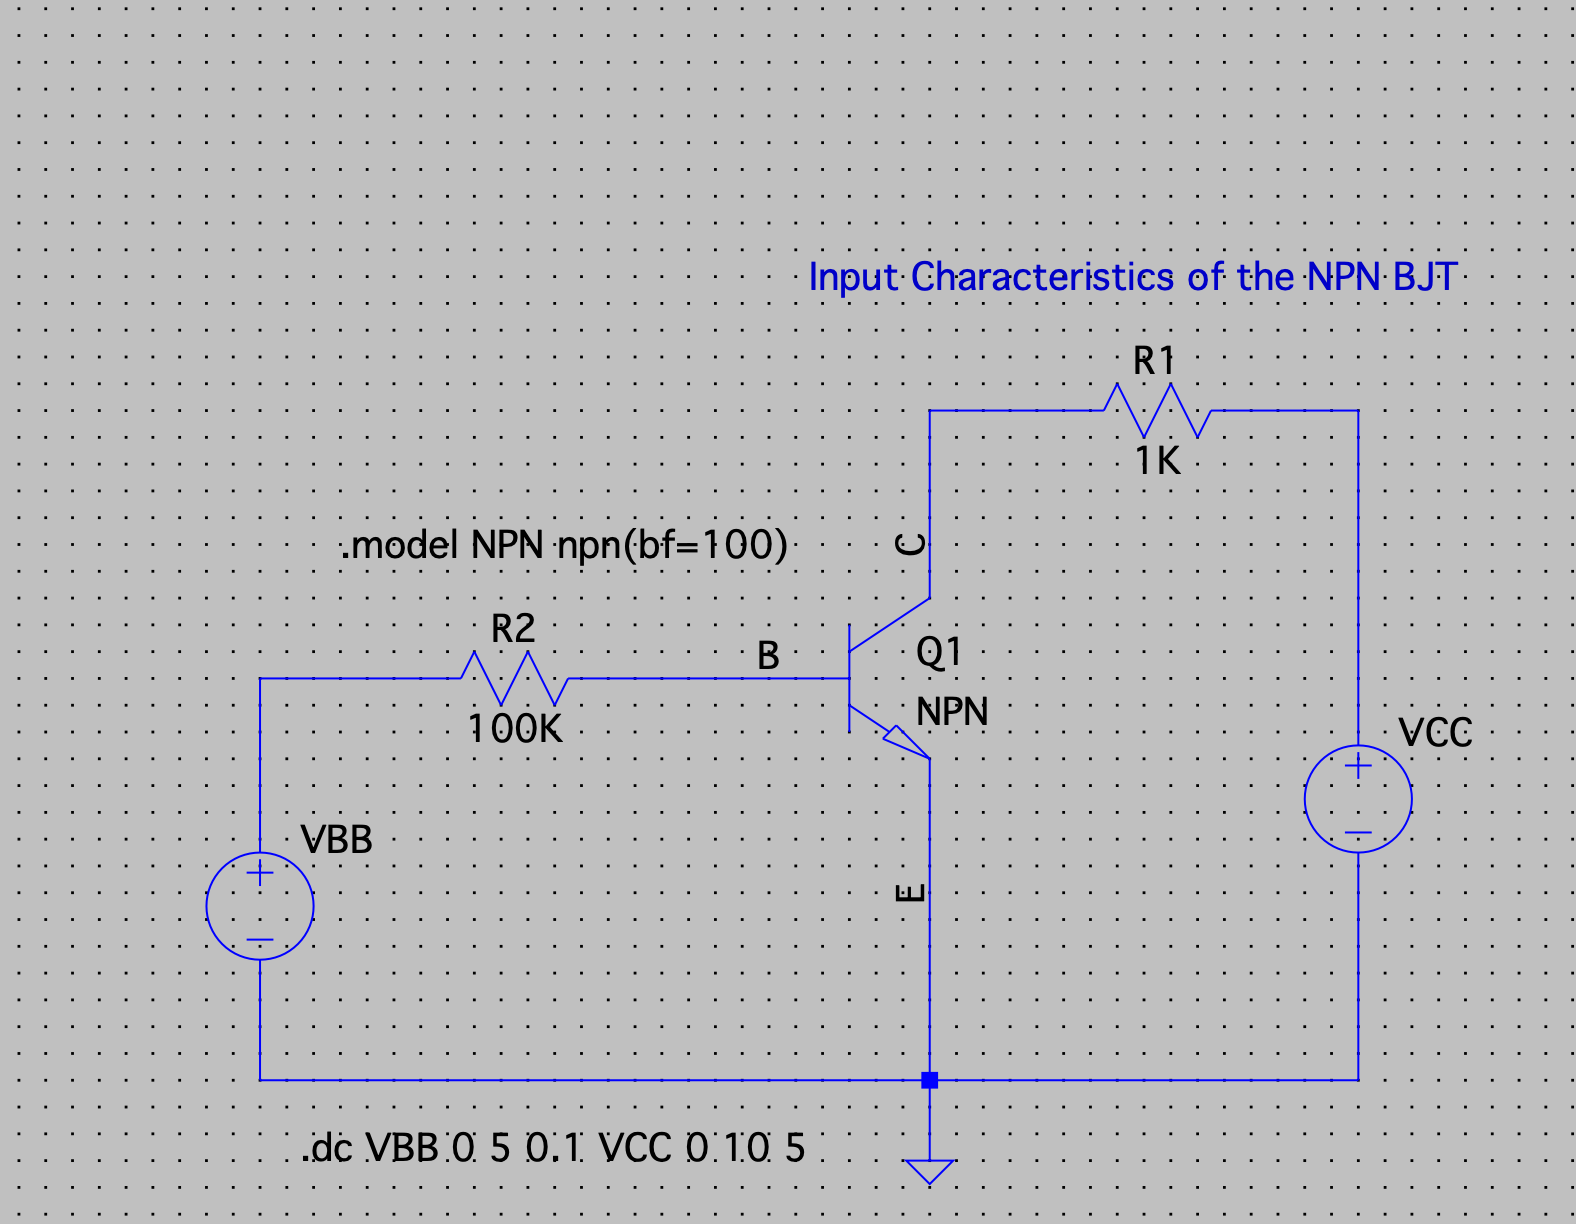 Input Characteristics of the NPN BJT
R1
1K
.model NPN npn(bf=100)
C
R2
100K
B
Q1
NPN
VCC
VBB
E
.dc VBB 0 5 0.1 VCC 0 10 5